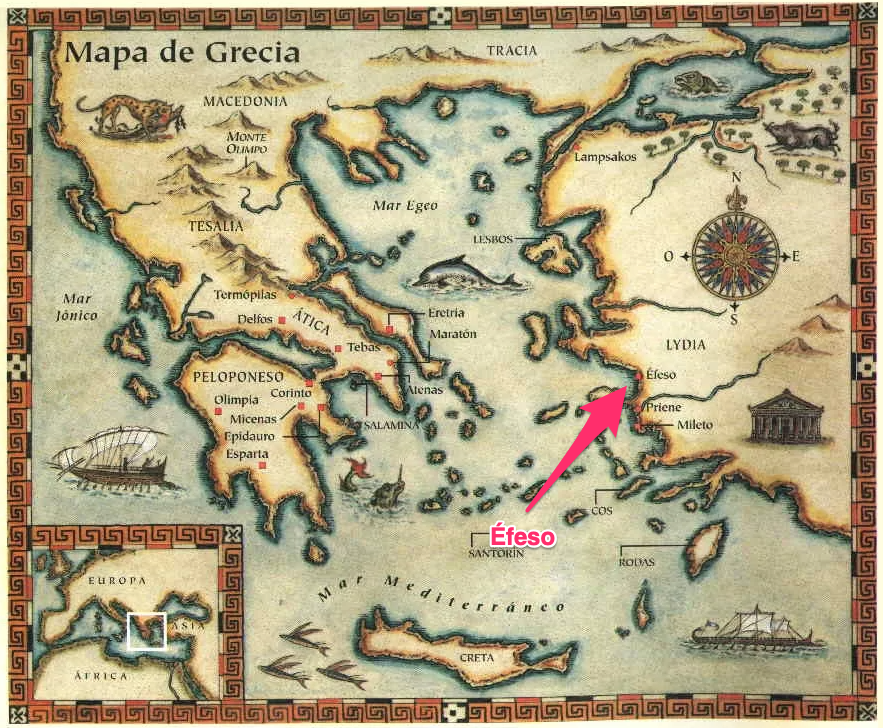 Mapa de Grecia
TRACIA
MACEDONIA
MONTE
OLIMPO
Lampsakos
N
Mar Egeo
TESALIA
LESBOS
O
E
Termópilas
Mar
Jónico
S
Eretria
Delfos
ÁTICA
Maratón
Tebas
LYDIA
PELOPONESO
Éfeso
Corinto
Atenas
Olimpia
Priene
Micenas
SALAMINA
Mileto
Epidauro
Esparta
COS
Éfeso
SANTORÍN
RODAS
EUROPA
Mar Mediterráneo
ASIA
CRETA
ÁFRICA